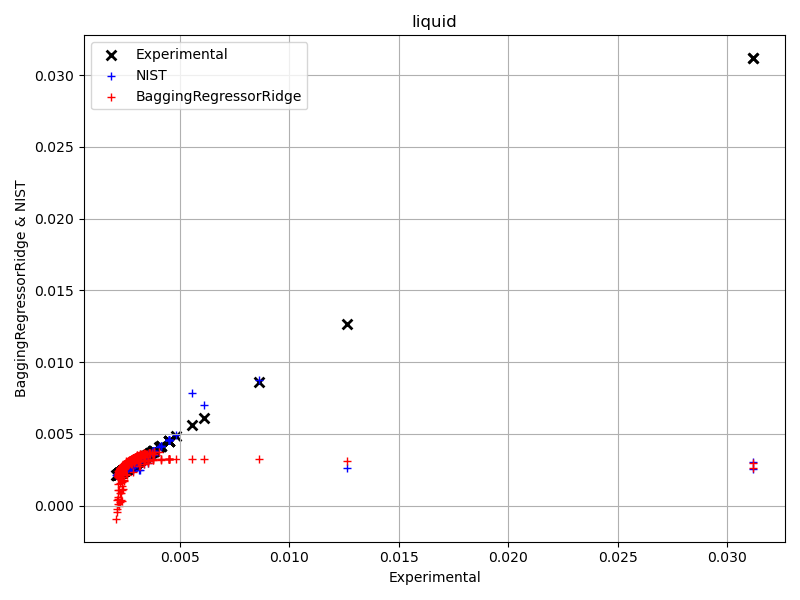 liquid
Experimental
NIST
BaggingRegressorRidge
BaggingRegressorRidge & NIST
0.030
0.025
0.020
0.015
0.010
0.005
0.000
0.005 0.010 0.015 0.020 0.025 0.030
Experimental